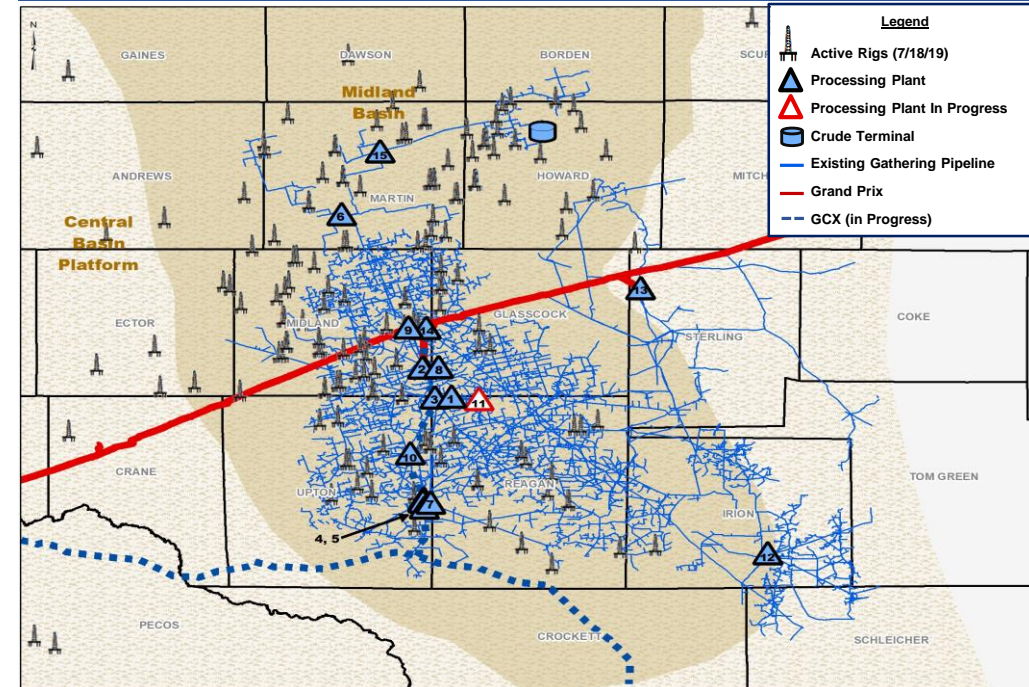 N
GAINES
DAWSON
BORDEN
SCU
Legend
Active Rigs (7/18/19)
Processing Plant
Processing Plant In Progress
Crude Terminal
Existing Gathering Pipeline
Grand Prix
GCX (in Progress)
Midland
Basin
15
ANDREWS
MARTIN
HOWARD
MITCH
6
Central
Basin
Platform
13
ECTOR
MIDLAND
9
14
GLASSCOCK
STERLING
COKE
2
8
3
1
11
10
CRANE
UPTON
REAGAN
TOM GREEN
7
IRION
4, 5
12
PECOS
CROCKETT
SCHLEICHER